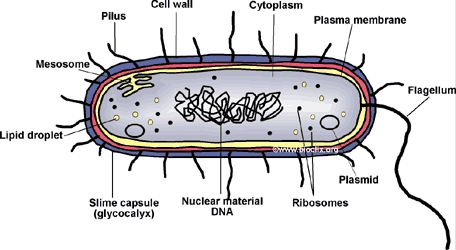 Cell wall
Cytoplasm
Pilus
Plasma membrane
Mesosome
Flagellum
Lipid droplet
©www.bioclix.org
Plasmid
Slime capsule
(glycocalyx)
Nuclear material
DNA
Ribosomes